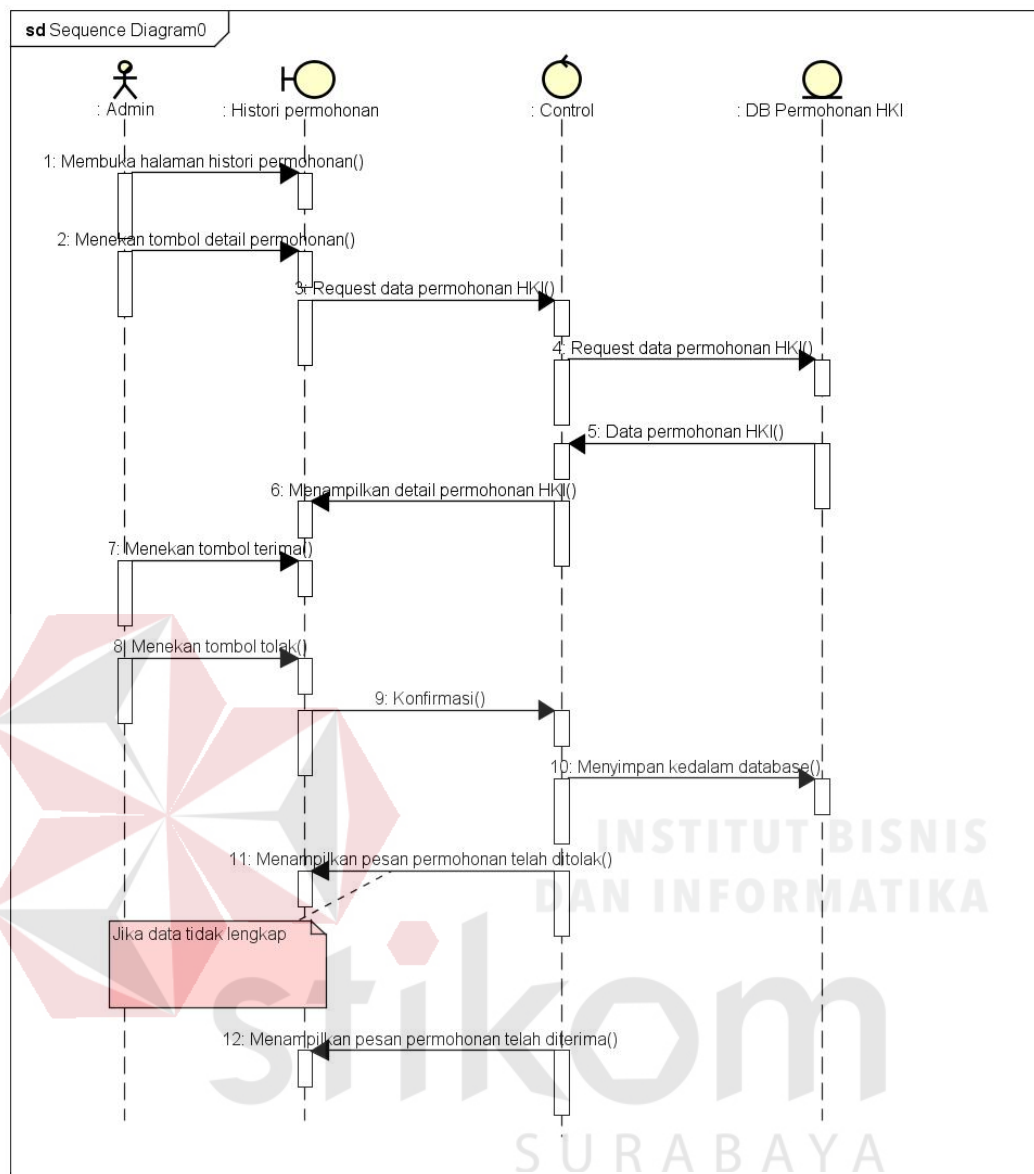 sd Sequence Diagram0
: Admin
: Histori permohonan
: Control
: DB Permohonan HKI
1: Membuka halaman histori permohonan()
2: Menekan tombol detail permohonan()
3: Request data permohonan HKI()
4: Request data permohonan HKI()
5: Data permohonan HKI()
6: Menampilkan detail permohonan HKI()
7: Menekan tombol terima()
8: Menekan tombol tolak()
9: Konfirmasi()
10: Menyimpan kedalam database()
INSTITUT BISNIS
11: Menampilkan pesan permohonan telah ditolak()
DAN INFORMATIKA
Jika data tidak lengkap
stikom
12: Menampilkan pesan permohonan telah diterima()
SURABAYA